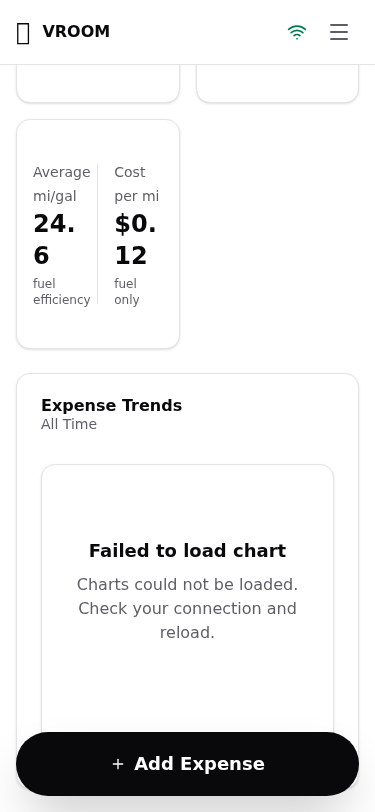 VROOM
Average
mi/gal
24.
6
fuel
efficiency
Cost
per mi
$0.
12
fuel
only
Expense Trends
All Time
Failed to load chart
Charts could not be loaded.
Check your connection and
reload.
+ Add Expense